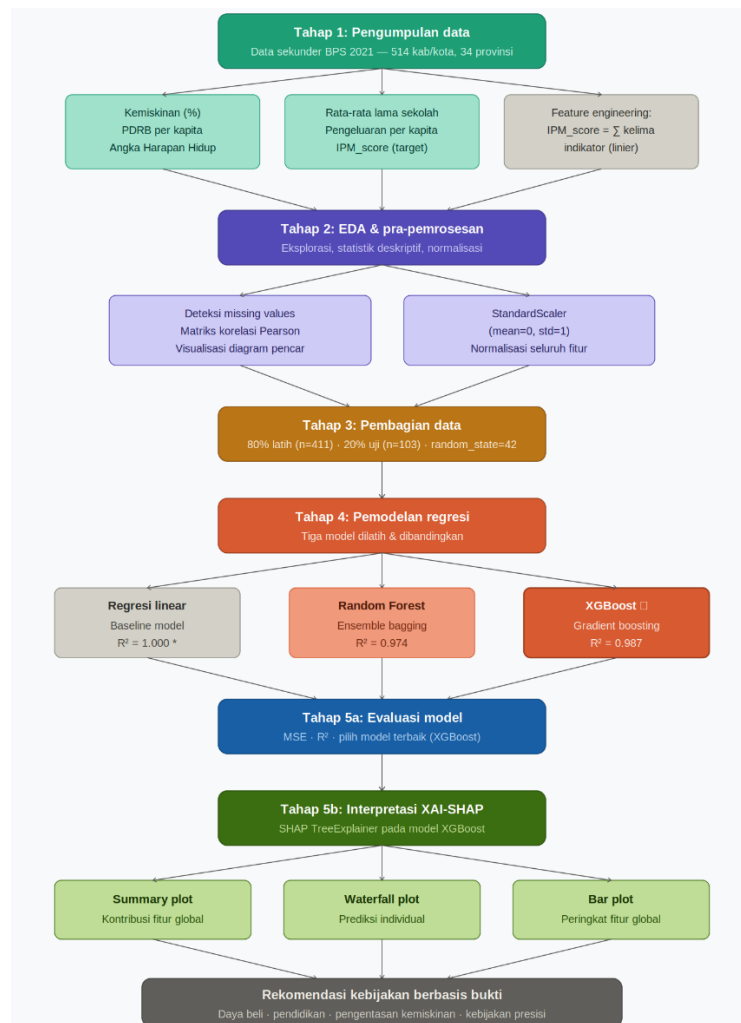 Tahap 1: Pengumpulan data
Data sekunder BPS 2021 — 514 kab/kota, 34 provinsi
Kemiskinan (%)
PDRB per kapita
Angka Harapan Hidup
Rata-rata lama sekolah
Pengeluaran per kapita
IPM_score (target)
Feature engineering:
IPM_score = ∑ kelima
indikator (linier)
Tahap 2: EDA & pra-pemrosesan
Eksplorasi, statistik deskriptif, normalisasi
Deteksi missing values
Matriks korelasi Pearson
Visualisasi diagram pencar
StandardScaler
(mean=0, std=1)
Normalisasi seluruh fitur
Tahap 3: Pembagian data
80% latih (n=411) · 20% uji (n=103) · random_state=42
Tahap 4: Pemodelan regresi
Tiga model dilatih & dibandingkan
Regresi linear
Baseline model
R² = 1.000 *
Random Forest
Ensemble bagging
R² = 0.974
XGBoost
Gradient boosting
R² = 0.987
Tahap 5a: Evaluasi model
MSE · R² · pilih model terbaik (XGBoost)
Tahap 5b: Interpretasi XAI-SHAP
SHAP TreeExplainer pada model XGBoost
Summary plot
Kontribusi fitur global
Waterfall plot
Prediksi individual
Bar plot
Peringkat fitur global
Rekomendasi kebijakan berbasis bukti
Daya beli · pendidikan · pengentasan kemiskinan · kebijakan presisi